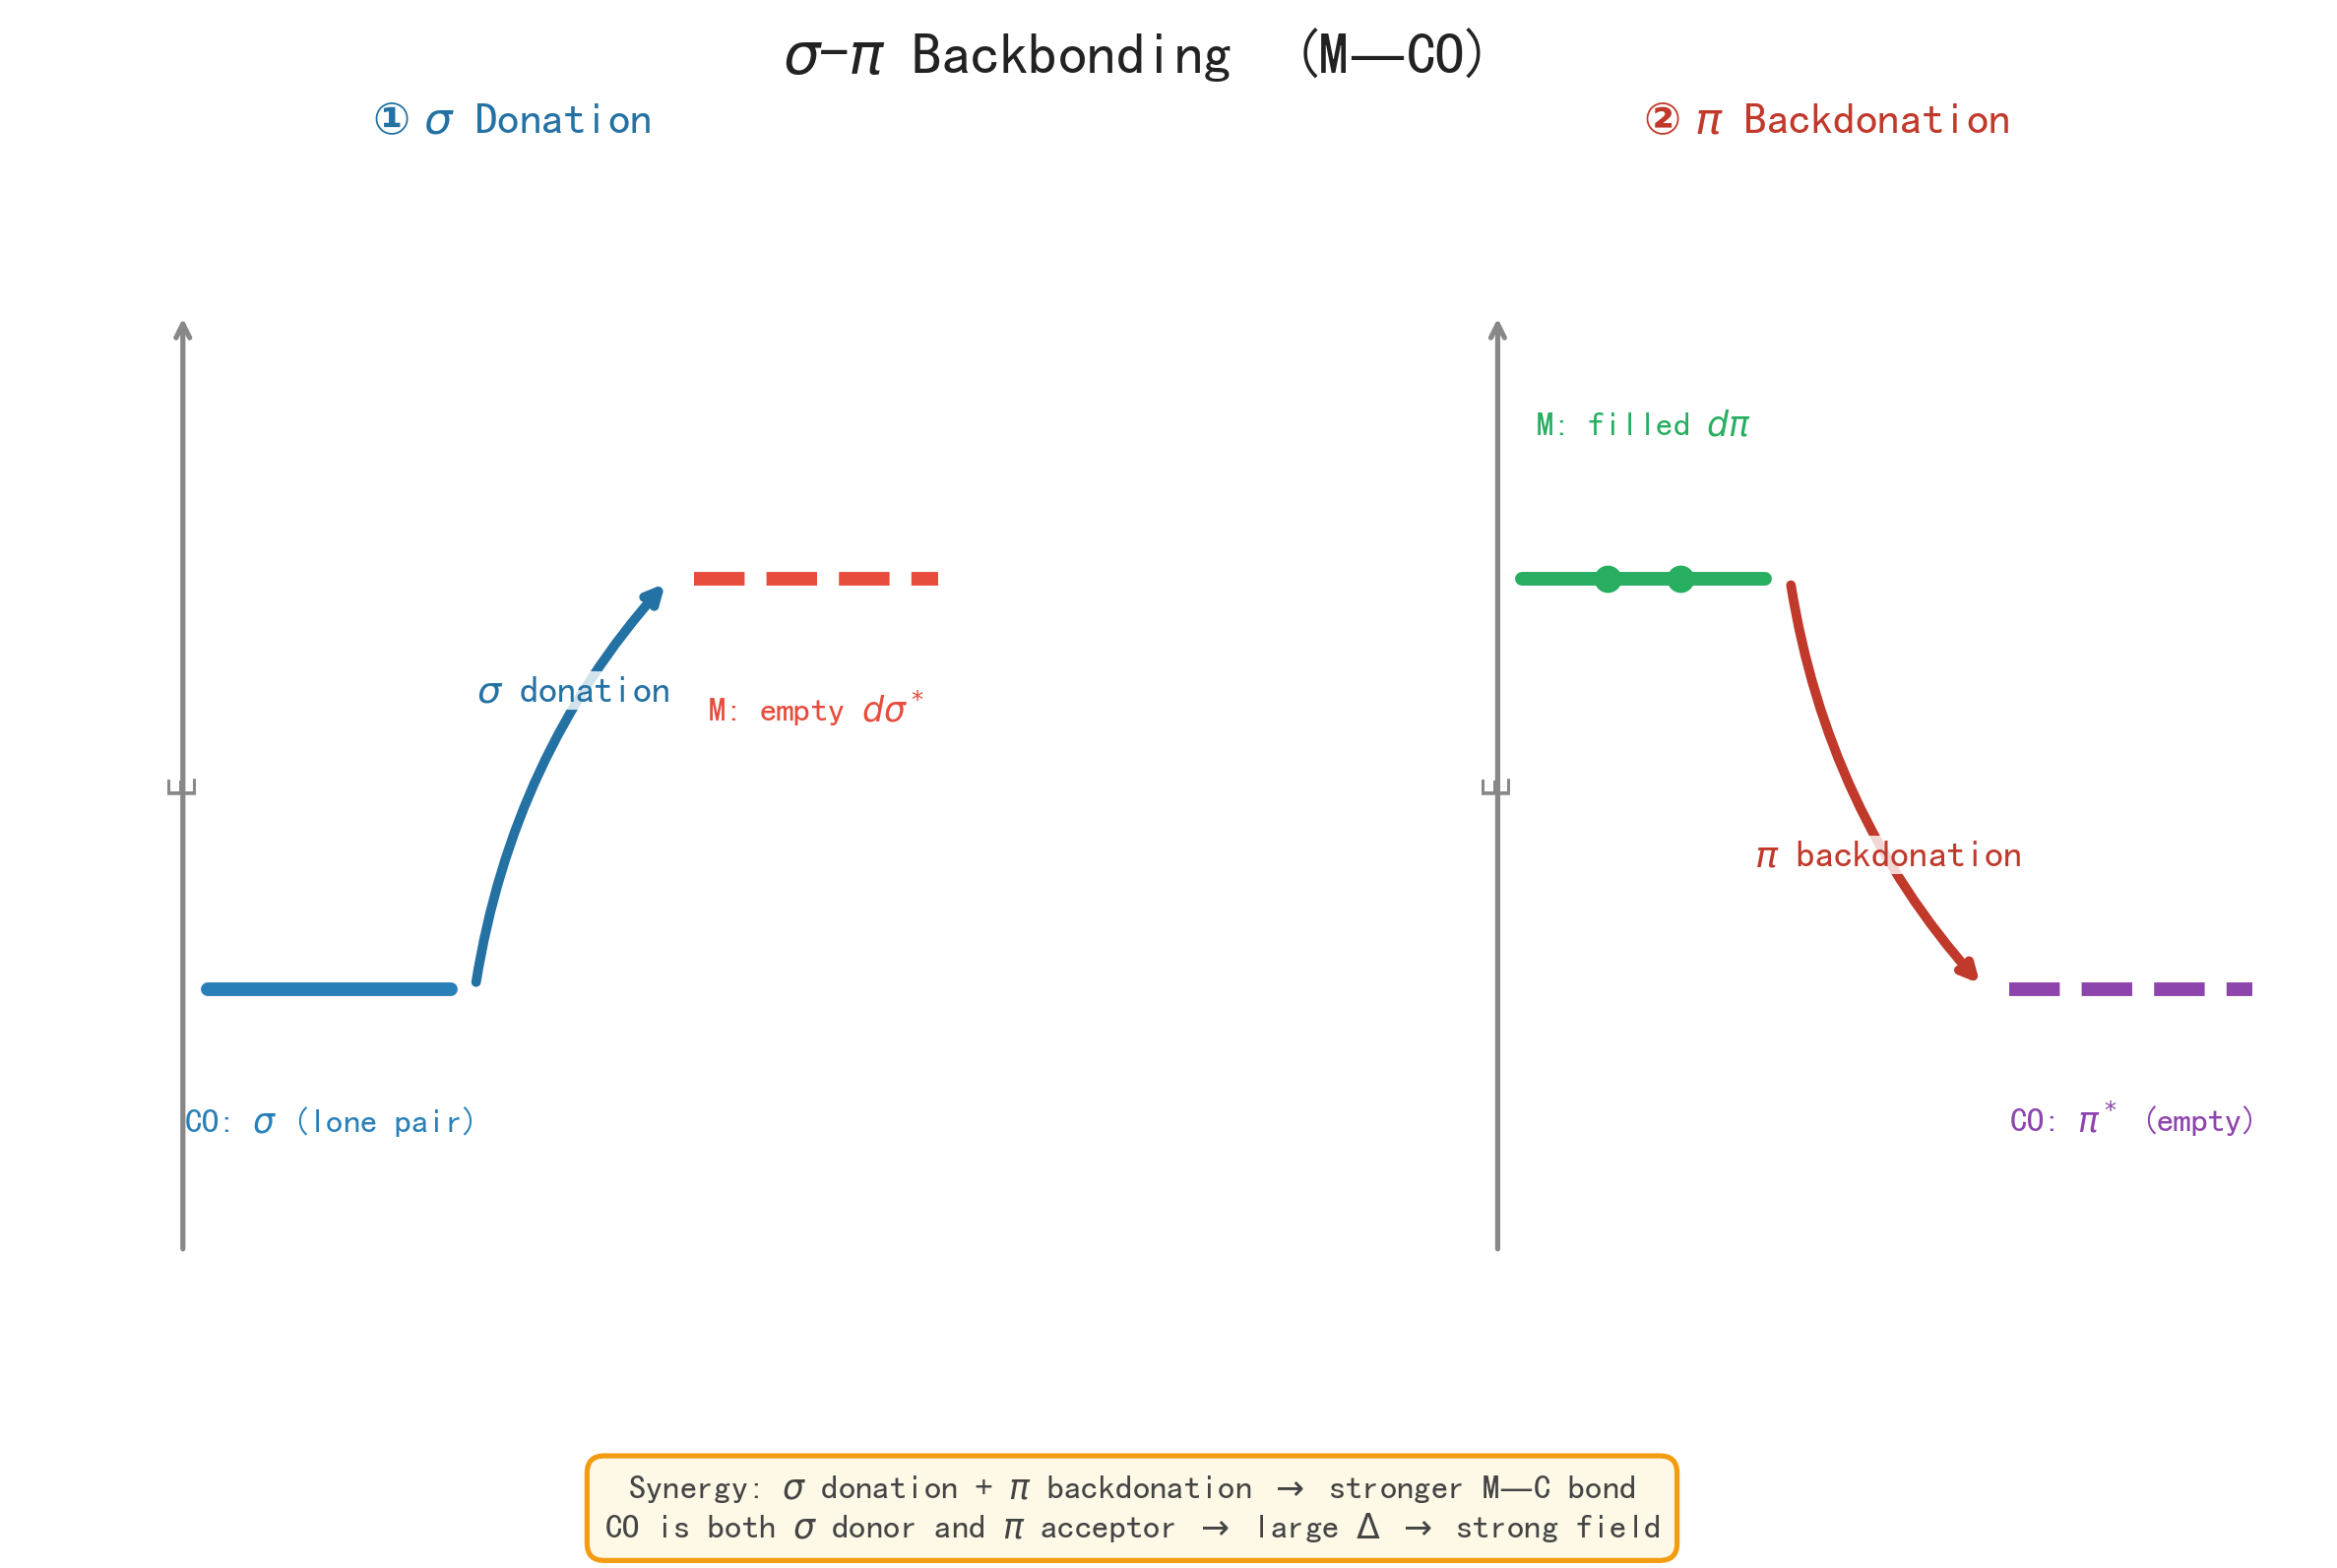 σ–π Backbonding (M—CO)
① σ Donation
② π Backdonation
M: filled dπ
σ donation
M: empty dσ*
E
E
π backdonation
CO: σ (lone pair)
CO: π* (empty)
Synergy: σ donation + π backdonation → stronger M—C bond
CO is both σ donor and π acceptor → large Δ → strong field